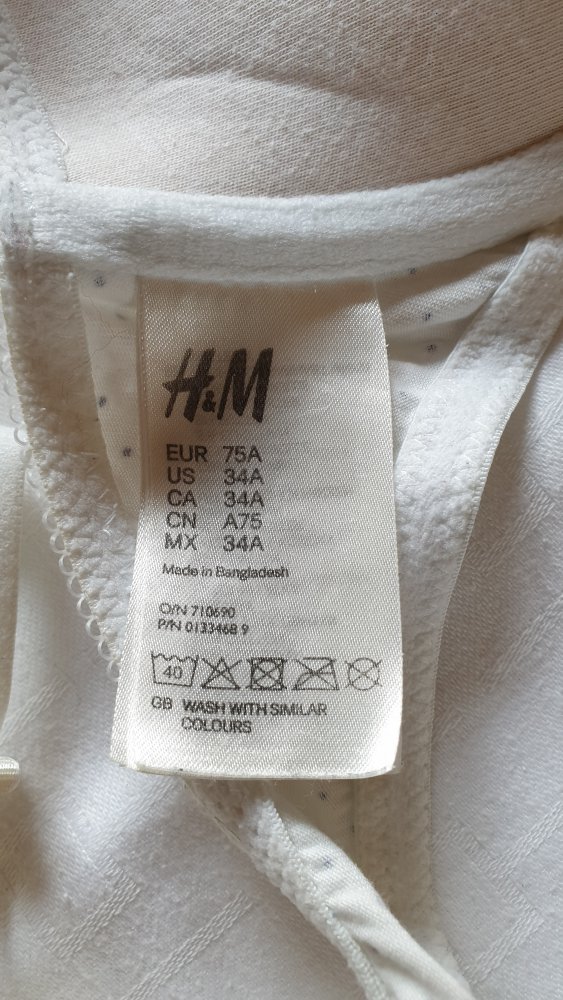 H&M
EUR 75A
US 34A
CA 34A
CN A75
MX 34A
Made in Bangladesh
O/N 710690
P/N 0133468 9
40
GB WASH WITH SIMILAR
COLOURS